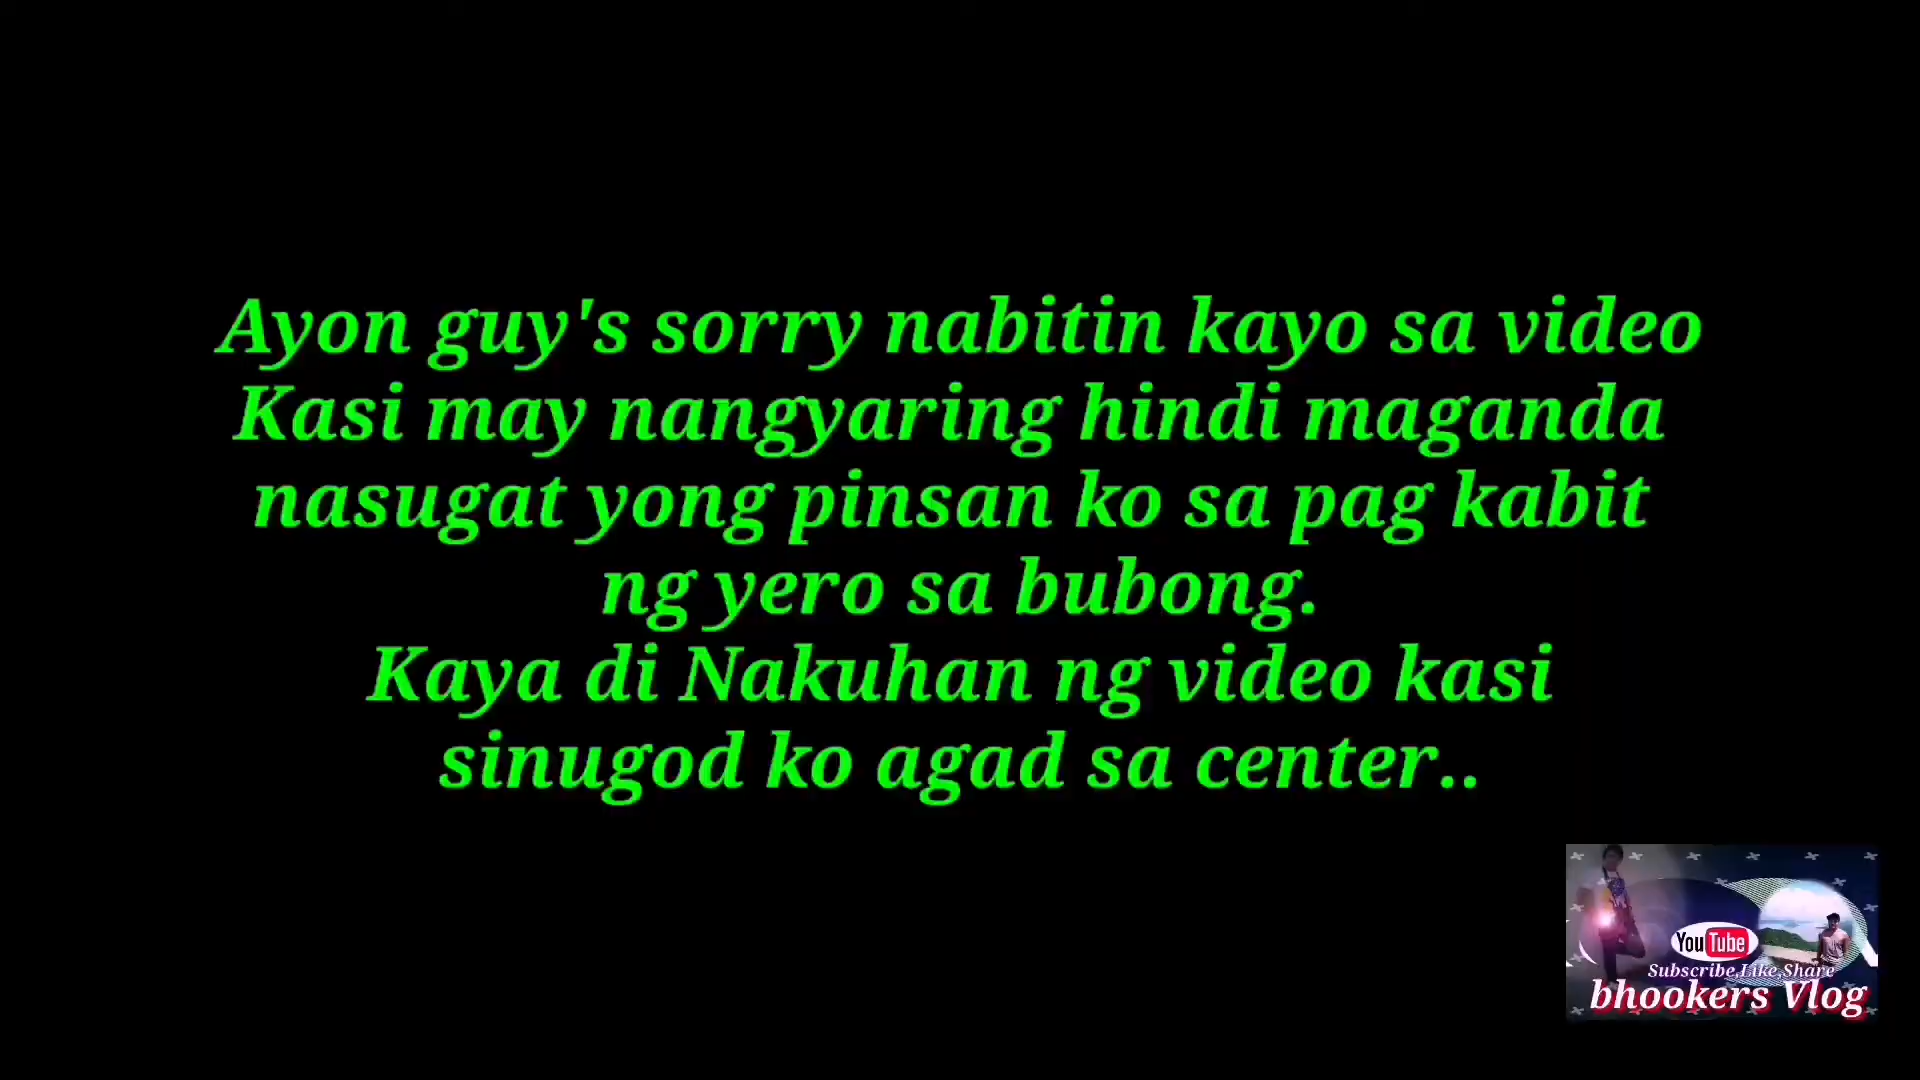 Ayon guy's sorry nabitin kayo sa video
Kasi may nangyaring hindi maganda
nasugat yong pinsan ko sa pag kabit
ng yero sa bubong.
Kaya di Nakuhan ng video kasi
sinugod ko agad sa center..
YouTube
Subscribe,Like,Share
bhookers Vlog